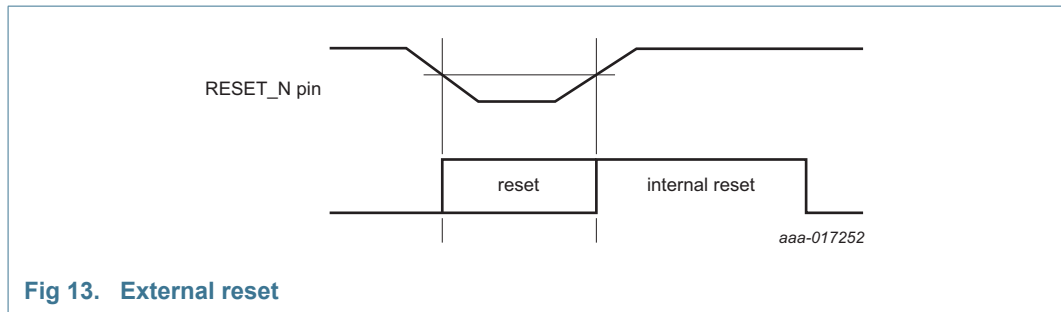 RESET_N pin
reset
internal reset
aaa-017252
Fig 13. External reset